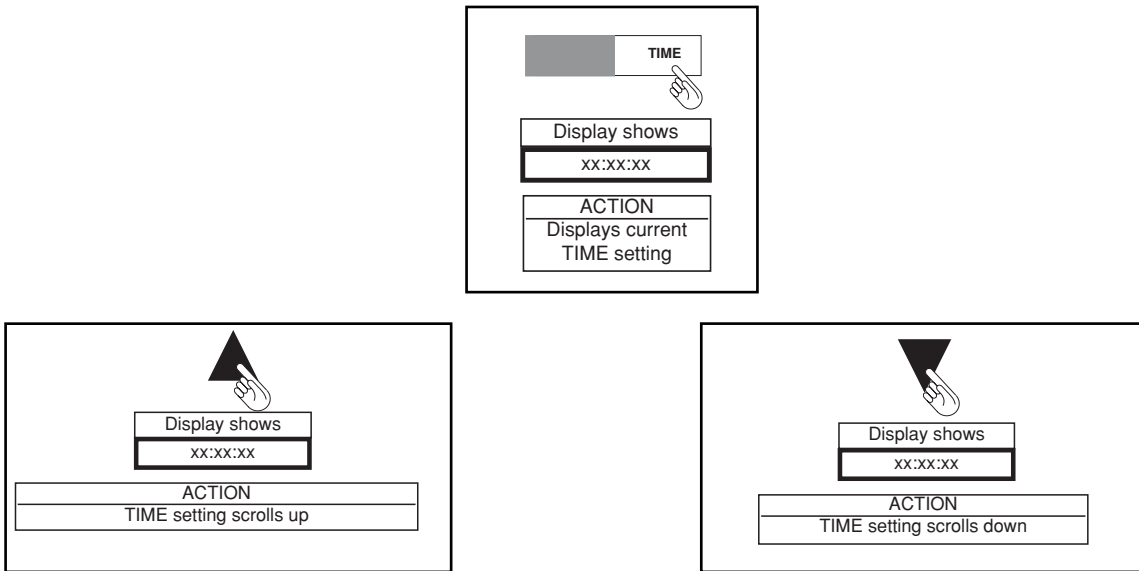 TIME
Display shows
xx:xx:xx
ACTION
Displays current
TIME setting
Display shows
xx:xx:xx
ACTION
TIME setting scrolls up
Display shows
xx:xx:xx
ACTION
TIME setting scrolls down